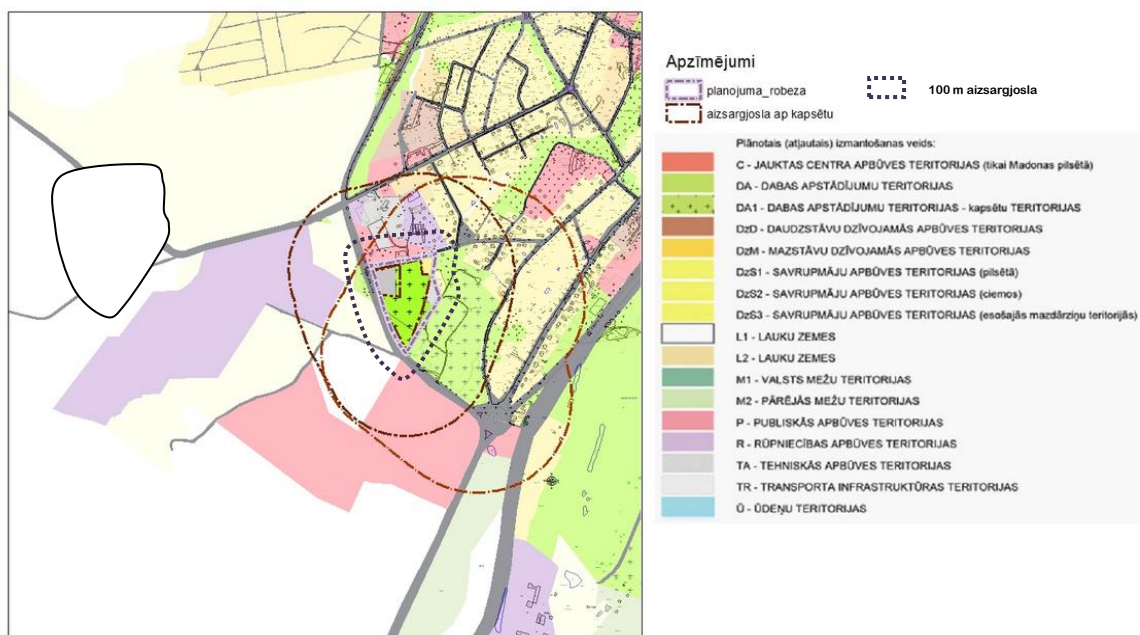 Apzīmējumi
planojuma_robeza
100 m aizsargjosla
aizsargjosla ap kapsētu
Plānotais (atļautais) izmantošanas veids:
C - JAUKTAS CENTRA APBŪVES TERITORIJAS (tikai Madonas pilsētā)
DA - DABAS APSTĀDĪJUMU TERITORIJAS
DA1 - DABAS APSTĀDĪJUMU TERITORIJAS - kapsētu TERITORIJAS
DzD - DAUDZSTĀVU DZĪVOJAMĀS APBŪVES TERITORIJAS
DzM - MAZSTĀVU DZĪVOJAMĀS APBŪVES TERITORIJAS
DzS1 - SAVRUPMĀJU APBŪVES TERITORIJAS (pilsētā)
DzS2 - SAVRUPMĀJU APBŪVES TERITORIJAS (ciemos)
DzS3 - SAVRUPMĀJU APBŪVES TERITORIJAS (esošajās mazdārziņu teritorijās)
L1 - LAUKU ZEMES
L2 - LAUKU ZEMES
M1 - VALSTS MEŽU TERITORIJAS
M2 - PĀRĒJĀS MEŽU TERITORIJAS
P - PUBLISKĀS APBŪVES TERITORIJAS
R - RŪPNIECĪBAS APBŪVES TERITORIJAS
TA - TEHNISKĀS APBŪVES TERITORIJAS
TR - TRANSPORTA INFRASTRUKTŪRAS TERITORIJAS
Ū - ŪDEŅU TERITORIJAS